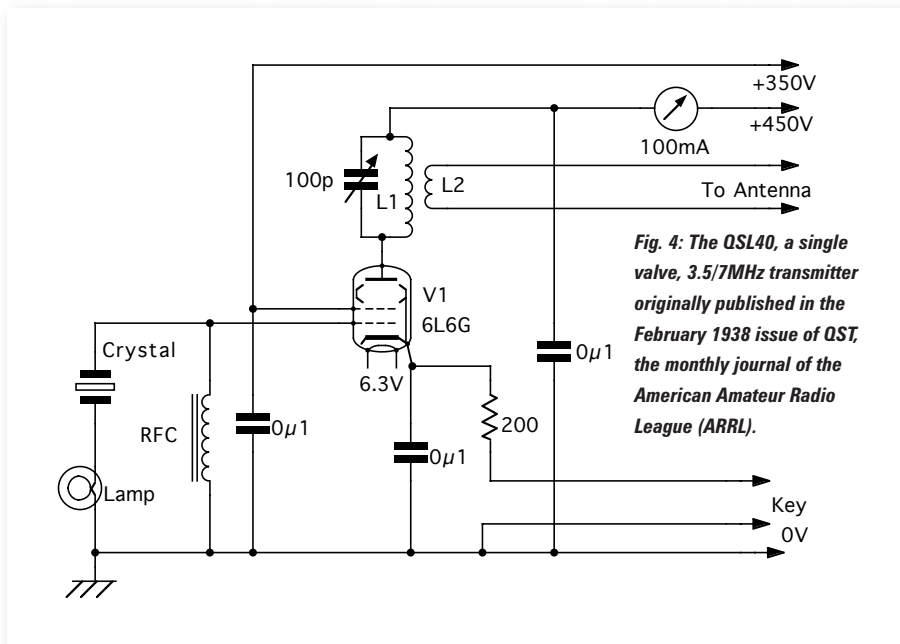 +350V
+450V
100mA
100p
L1
L2
To Antenna
Fig. 4: The QSL40, a single
valve, 3.5/7MHz transmitter
originally published in the
February 1938 issue of QST,
the monthly journal of the
American Amateur Radio
League (ARRL).
V1
6L6G
Crystal
0µ1
6.3V
RFC
0µ1
200
0µ1
Lamp
Key
0V